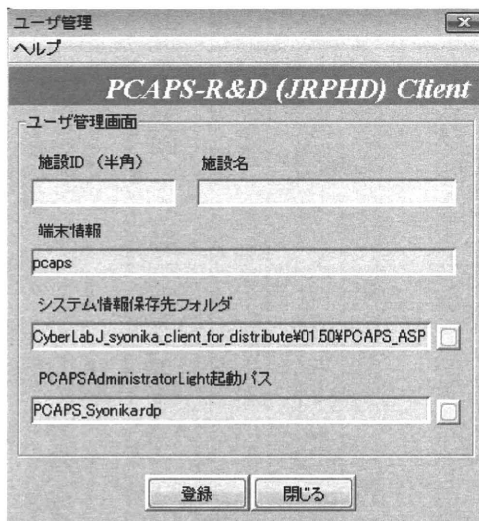 ユーザ管理
ヘルプ
PCAPS-R&D (JRPHD) Client
ユーザ管理画面
施設ID （半角） 施設名
端末情報
pcaps
システム情報保存先フォルダ
CyberLabJ_syonika_client_for_distribute¥01.50¥PCAPS_ASP
PCAPSAdministratorLight起動パス
PCAPS_Syonika.rdp
登録 閉じる